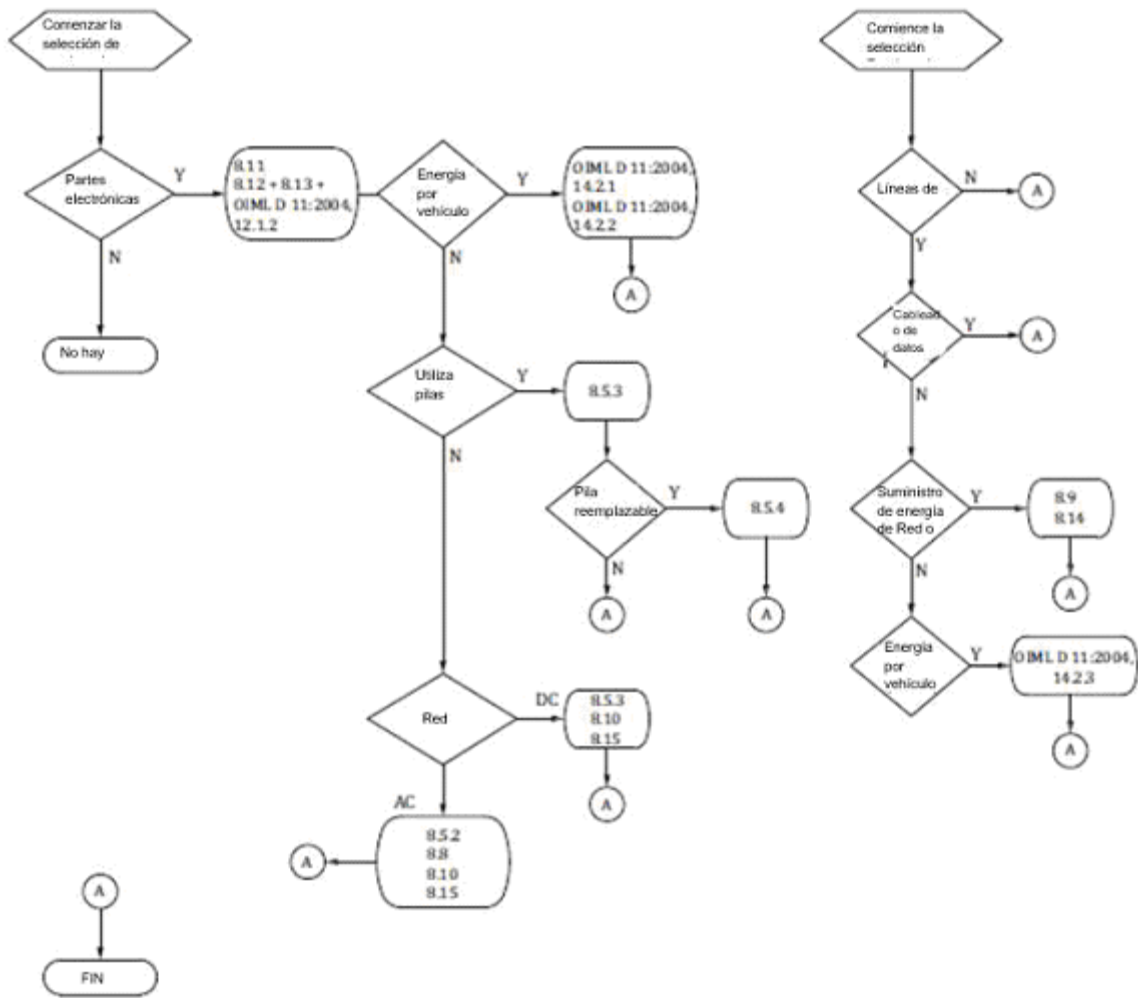 Comenzar la
selección de
Partes
electrónicas
Y
N
No hay
8.11
8.12 + 8.13 +
OIML D 11:2004,
12.1.2
Energía
por
vehículo
Y
N
OIML D 11:2004,
14.2.1
OIML D 11:2004,
14.2.2
A
Utiliza
pilas
Y
N
8.5.3
Pila
reemplazable
Y
N
8.5.4
A
A
Red
DC
AC
8.5.3
8.10
8.15
A
8.5.2
8.8
8.10
8.15
A
A
FIN
Comience la
selección
Líneas de
N
Y
A
Cablead
o de
datos
Y
N
A
Suministro
de energía
de Red o
Y
N
8.9
8.14
A
Energía
por
vehículo
Y
OIML D 11:2004,
14.2.3
A